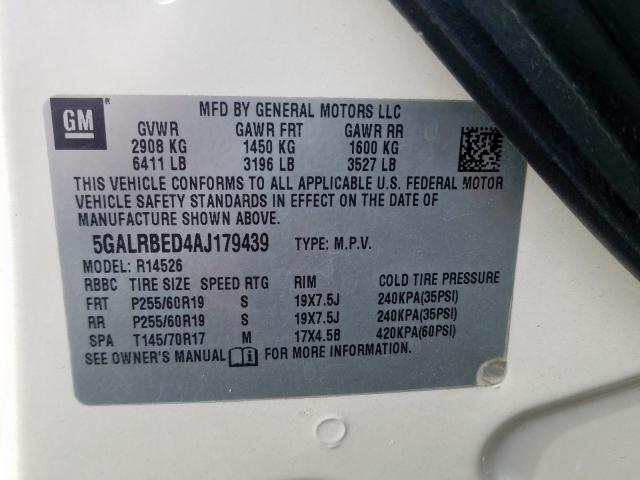 GM ®
MFD BY GENERAL MOTORS LLC
GVWR GAWR FRT GAWR RR
2908 KG 1450 KG 1600 KG
6411 LB 3196 LB 3527 LB
THIS VEHICLE CONFORMS TO ALL APPLICABLE U.S. FEDERAL MOTOR
VEHICLE SAFETY STANDARDS IN EFFECT ON THE DATE OF
MANUFACTURE SHOWN ABOVE.
5GALRBED4AJ179439 TYPE: M.P.V.
MODEL: R14526
RBBC TIRE SIZE SPEED RTG RIM COLD TIRE PRESSURE
FRT P255/60R19 S 19X7.5J 240KPA(35PSI)
RR P255/60R19 S 19X7.5J 240KPA(35PSI)
SPA T145/70R17 M 17X4.5B 420KPA(60PSI)
SEE OWNER'S MANUAL i FOR MORE INFORMATION.